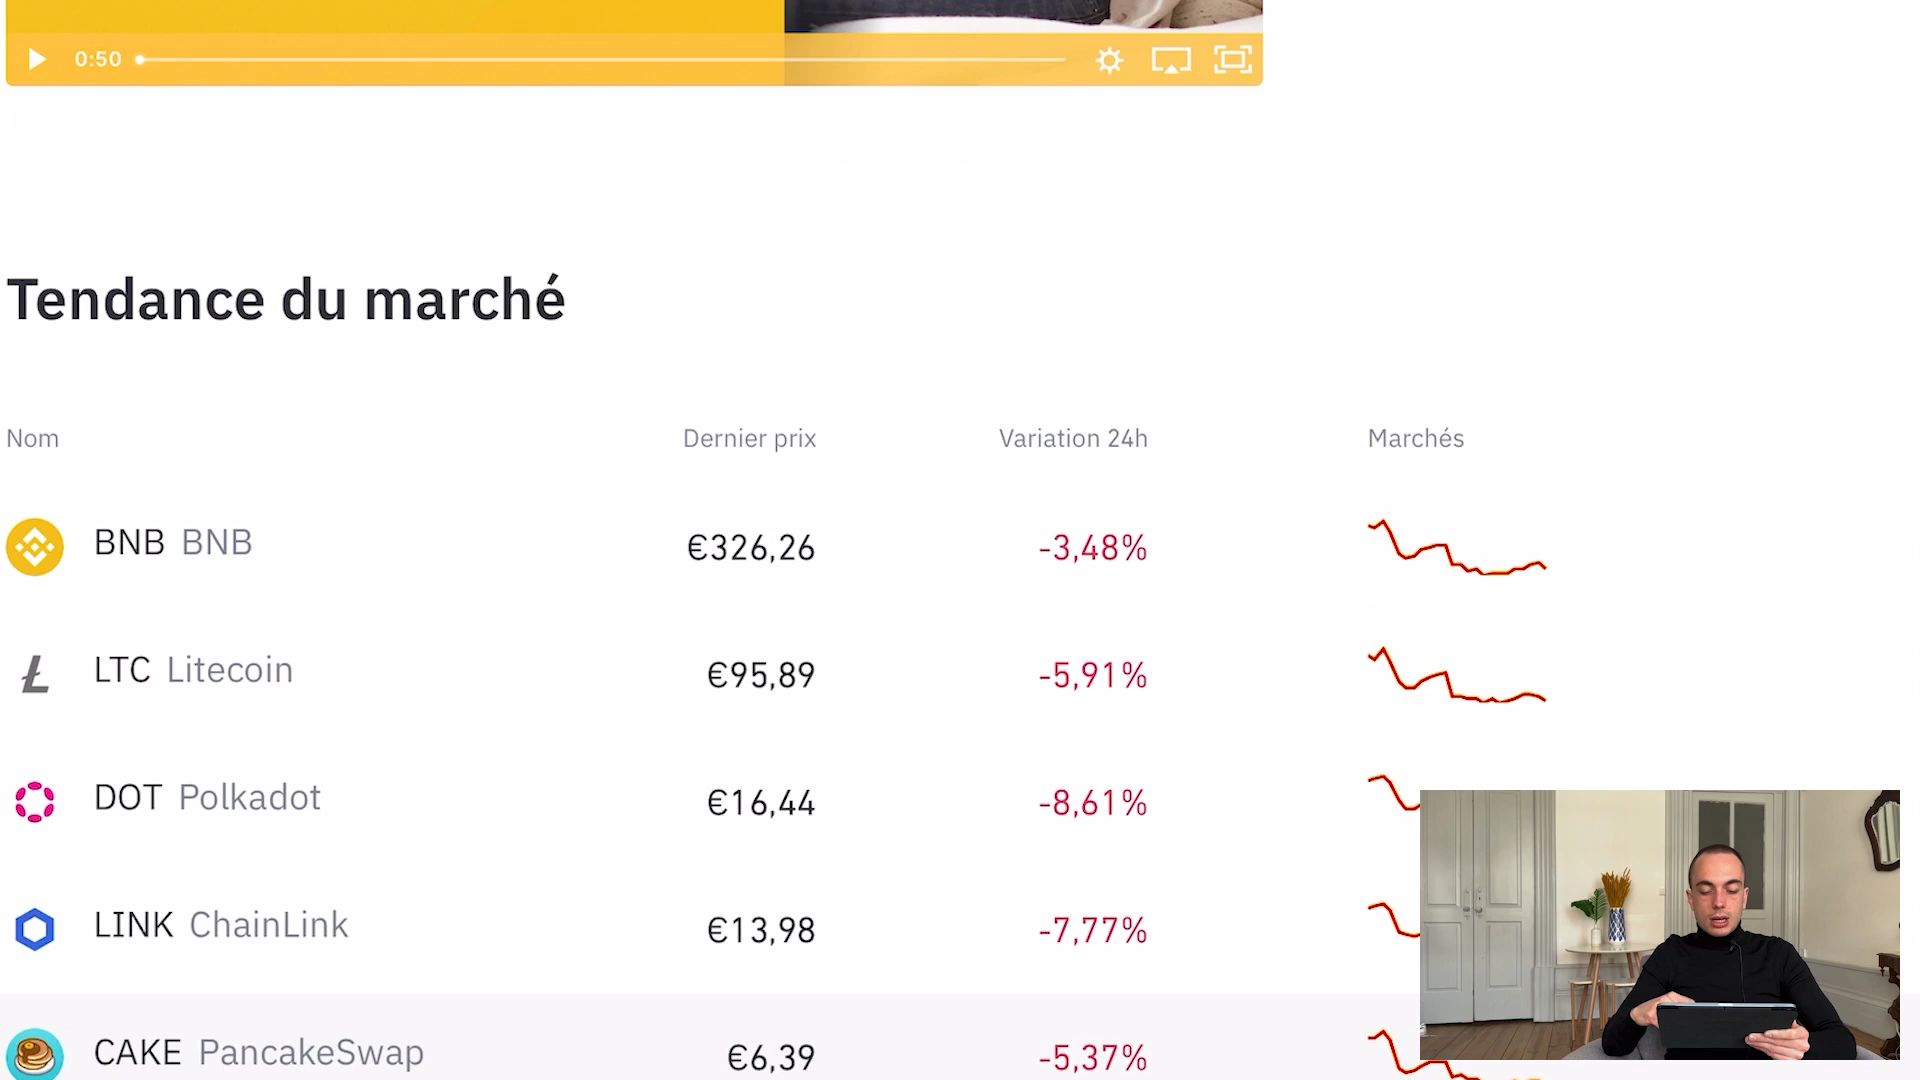 0:50
Tendance du marché
Nom Dernier prix Variation 24h Marchés
BNB BNB €326,26 -3,48%
LTC Litecoin €95,89 -5,91%
DOT Polkadot €16,44 -8,61%
LINK ChainLink €13,98 -7,77%
CAKE PancakeSwap €6,39 -5,37%